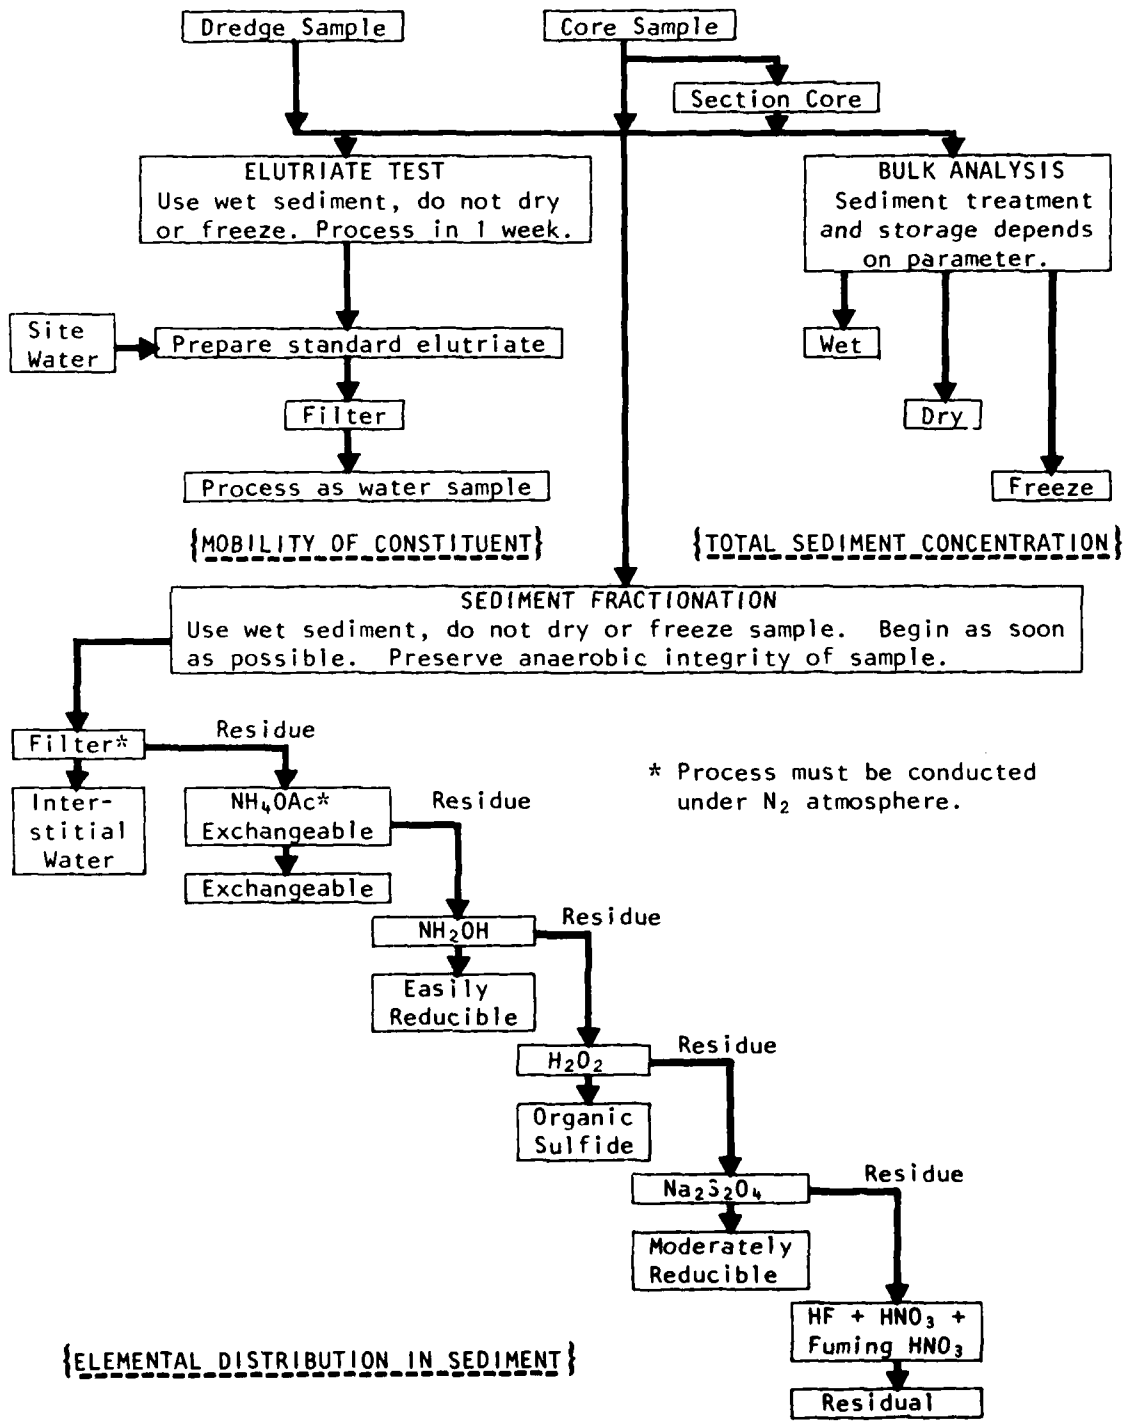 Dredge Sample
Core Sample
Section Core
ELUTRIATE TEST
Use wet sediment, do not dry
or freeze. Process in 1 week.
BULK ANALYSIS
Sediment treatment
and storage depends
on parameter.
Site
Water
Prepare standard elutriate
Wet
Filter
Dry
Process as water sample
Freeze
{MOBILITY OF CONSTITUENT}
{TOTAL SEDIMENT CONCENTRATION}
SEDIMENT FRACTIONATION
Use wet sediment, do not dry or freeze sample. Begin as soon
as possible. Preserve anaerobic integrity of sample.
Filter*
Residue
* Process must be conducted
under N₂ atmosphere.
Inter-
stitial
Water
NH₄OAc*
Exchangeable
Residue
Exchangeable
NH₂OH
Residue
Easily
Reducible
H₂O₂
Residue
Organic
Sulfide
Na₂S₂O₄
Residue
Moderately
Reducible
HF + HNO₃ +
Fuming HNO₃
{ELEMENTAL DISTRIBUTION IN SEDIMENT}
Residual